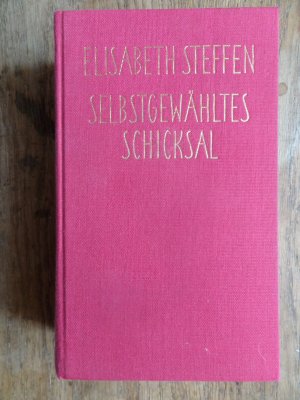 ELISABETH STEFFEN
SELBSTGEWÄHLTES
SCHICKSAL